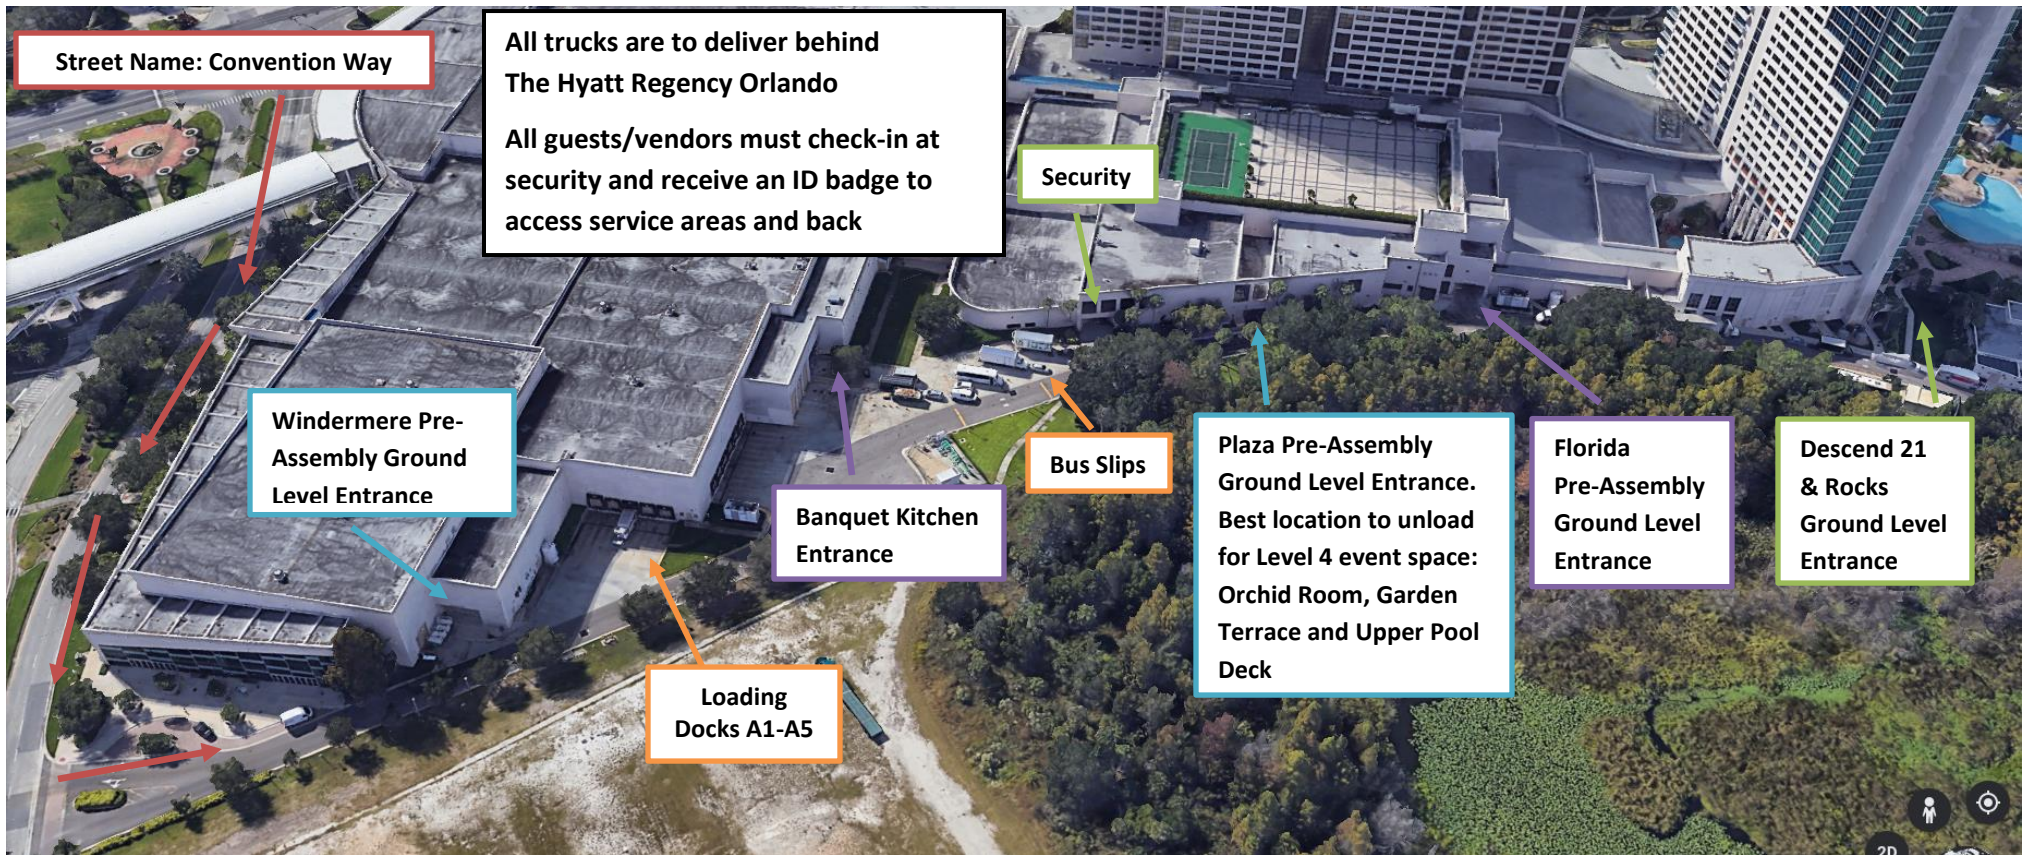 Street Name: Convention Way
All trucks are to deliver behind
The Hyatt Regency Orlando
All guests/vendors must check-in at
security and receive an ID badge to
access service areas and back
Security
Windermere Pre-
Assembly Ground
Level Entrance
Bus Slips
Banquet Kitchen
Entrance
Loading
Docks A1-A5
Plaza Pre-Assembly
Ground Level Entrance.
Best location to unload
for Level 4 event space:
Orchid Room, Garden
Terrace and Upper Pool
Deck
Florida
Pre-Assembly
Ground Level
Entrance
Descend 21
& Rocks
Ground Level
Entrance
2D